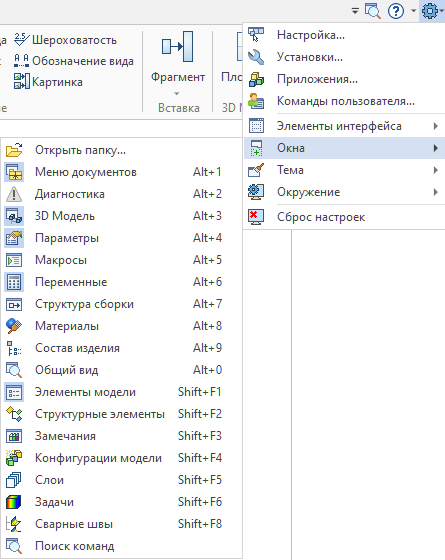 да
Шероховатость
Обозначение вида
Картинка
ие
Фрагмент
Вставка
Пло
3D М
Настройка...
Установки...
Приложения...
Команды пользователя...
Элементы интерфейса
Окна
Тема
Окружение
Сброс настроек
Открыть папку...
Меню документов Alt+1
Диагностика Alt+2
3D Модель Alt+3
Параметры Alt+4
Макросы Alt+5
Переменные Alt+6
Структура сборки Alt+7
Материалы Alt+8
Состав изделия Alt+9
Общий вид Alt+0
Элементы модели Shift+F1
Структурные элементы Shift+F2
Замечания Shift+F3
Конфигурации модели Shift+F4
Слои Shift+F5
Задачи Shift+F6
Сварные швы Shift+F8
Поиск команд